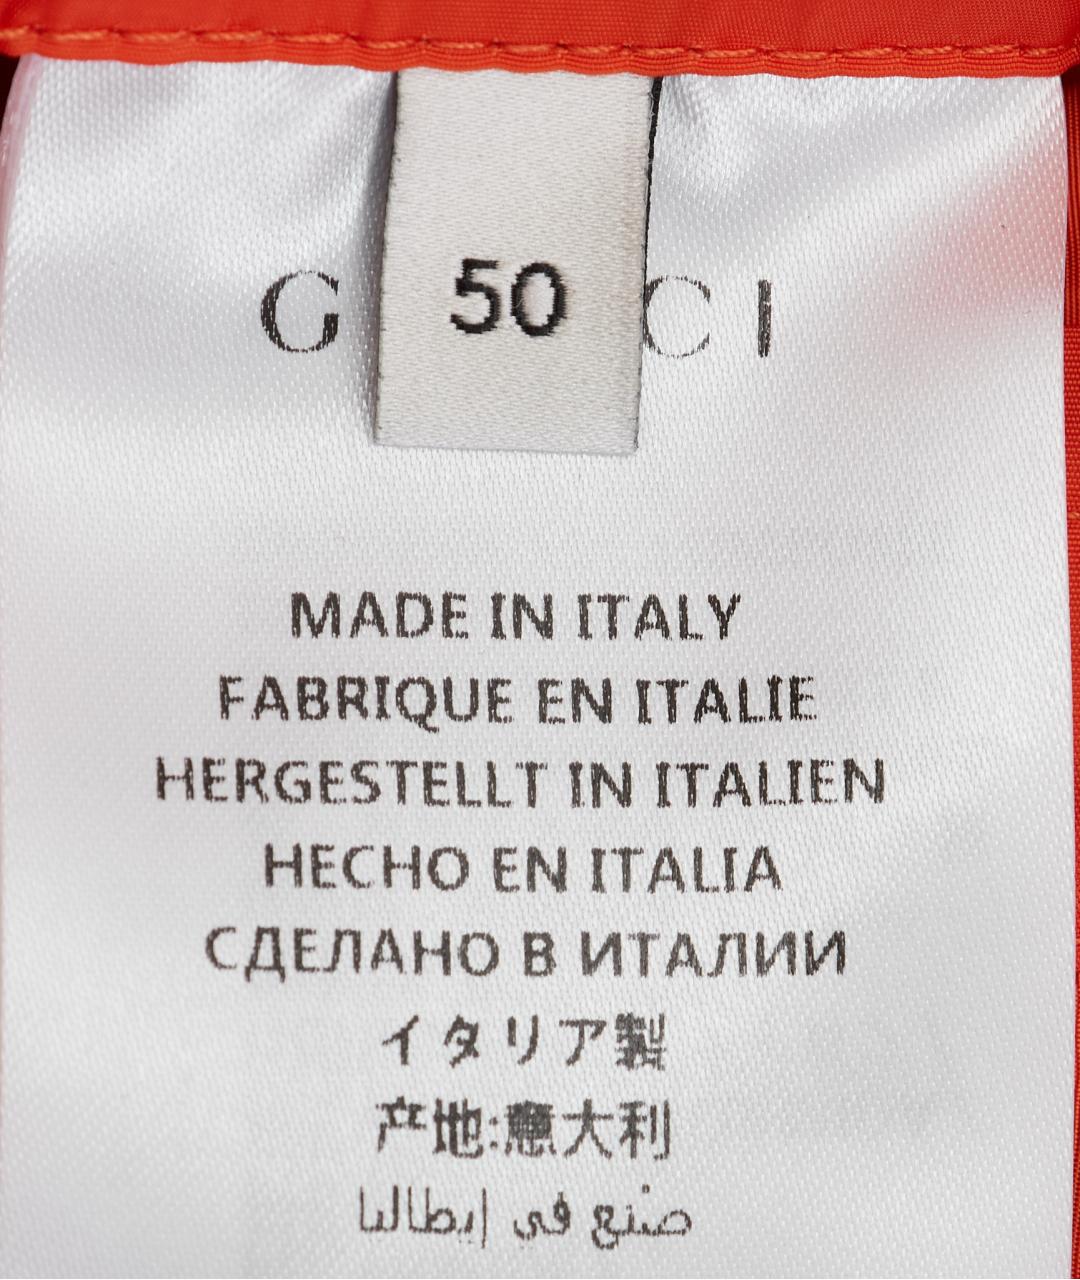 50
G CI
MADE IN ITALY
FABRIQUE EN ITALIE
HERGESTELLT IN ITALIEN
HECHO EN ITALIA
СДЕЛАНО В ИТАЛИИ
イタリア製
产地:意大利
صنع في إيطاليا